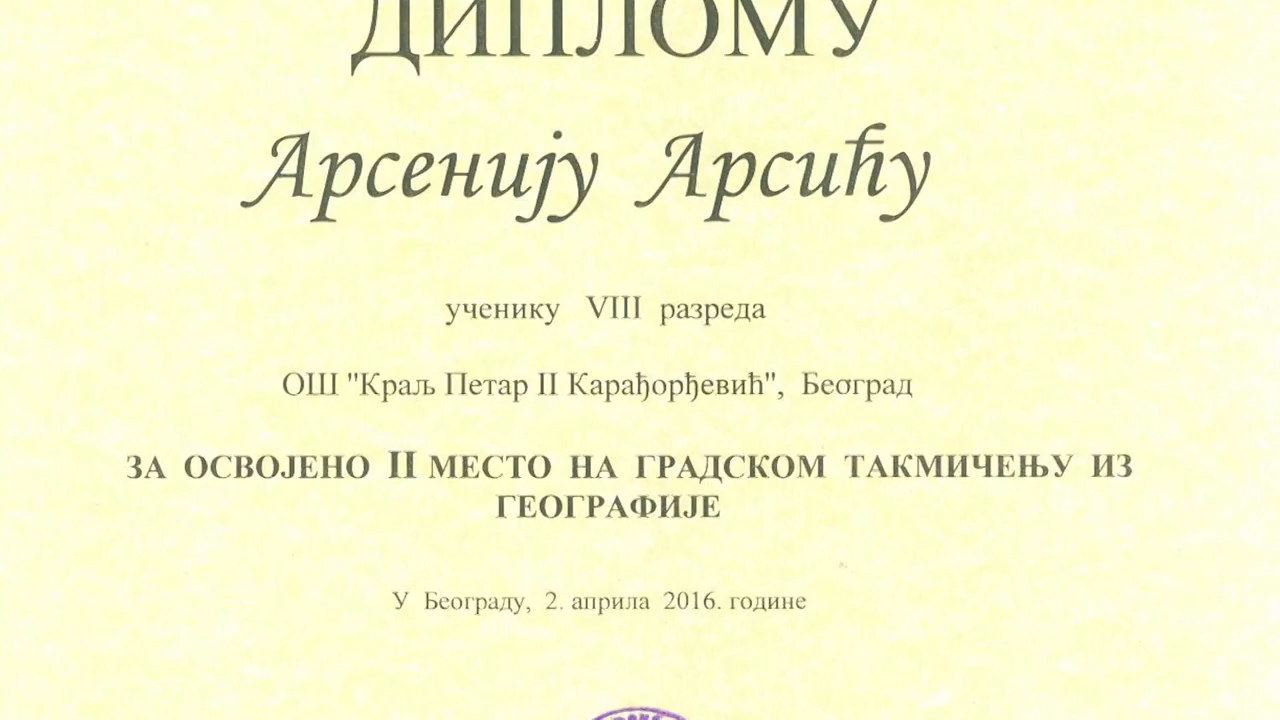 ДИПЛОМУ
Арсенију Арсићу
ученику VIII разреда
ОШ "Краљ Петар II Карађорђевић", Београд
ЗА ОСВОЈЕНО II МЕСТО НА ГРАДСКОМ ТАКМИЧЕЊУ ИЗ
ГЕОГРАФИЈЕ
У Београду, 2. априла 2016. године